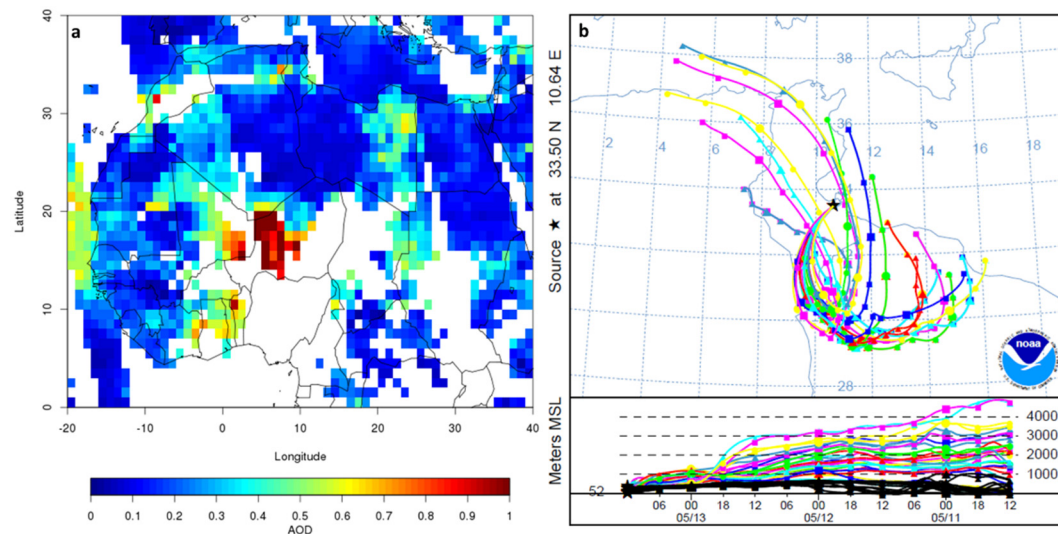 a
40
30
20
10
0
-20 -10 0 10 20 30 40
Latitude
Longitude
0 0.1 0.2 0.3 0.4 0.5 0.6 0.7 0.8 0.9 1
AOD
b
Source ★ at 33.50 N 10.64 E
38
36
2 4 6 8 12 14 16 18
28
noaa
Meters MSL
4000
3000
2000
1000
52
06 00 18 12 06 00 18 12 06 00 12
05/13 05/12 05/11